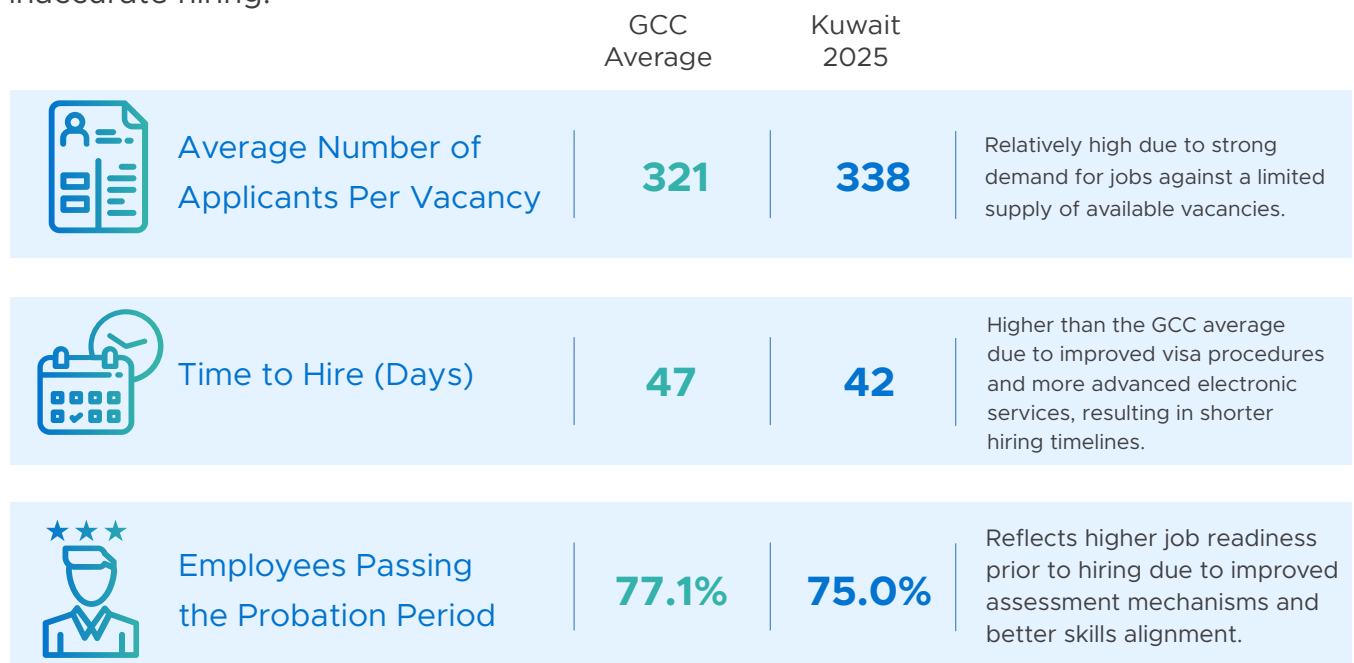 inaccurate hiring.
GCC
Average
Kuwait
2025
Average Number of
Applicants Per Vacancy
321
338
Relatively high due to strong
demand for jobs against a limited
supply of available vacancies.
Time to Hire (Days)
47
42
Higher than the GCC average
due to improved visa procedures
and more advanced electronic
services, resulting in shorter
hiring timelines.
Employees Passing
the Probation Period
77.1%
75.0%
Reflects higher job readiness
prior to hiring due to improved
assessment mechanisms and
better skills alignment.